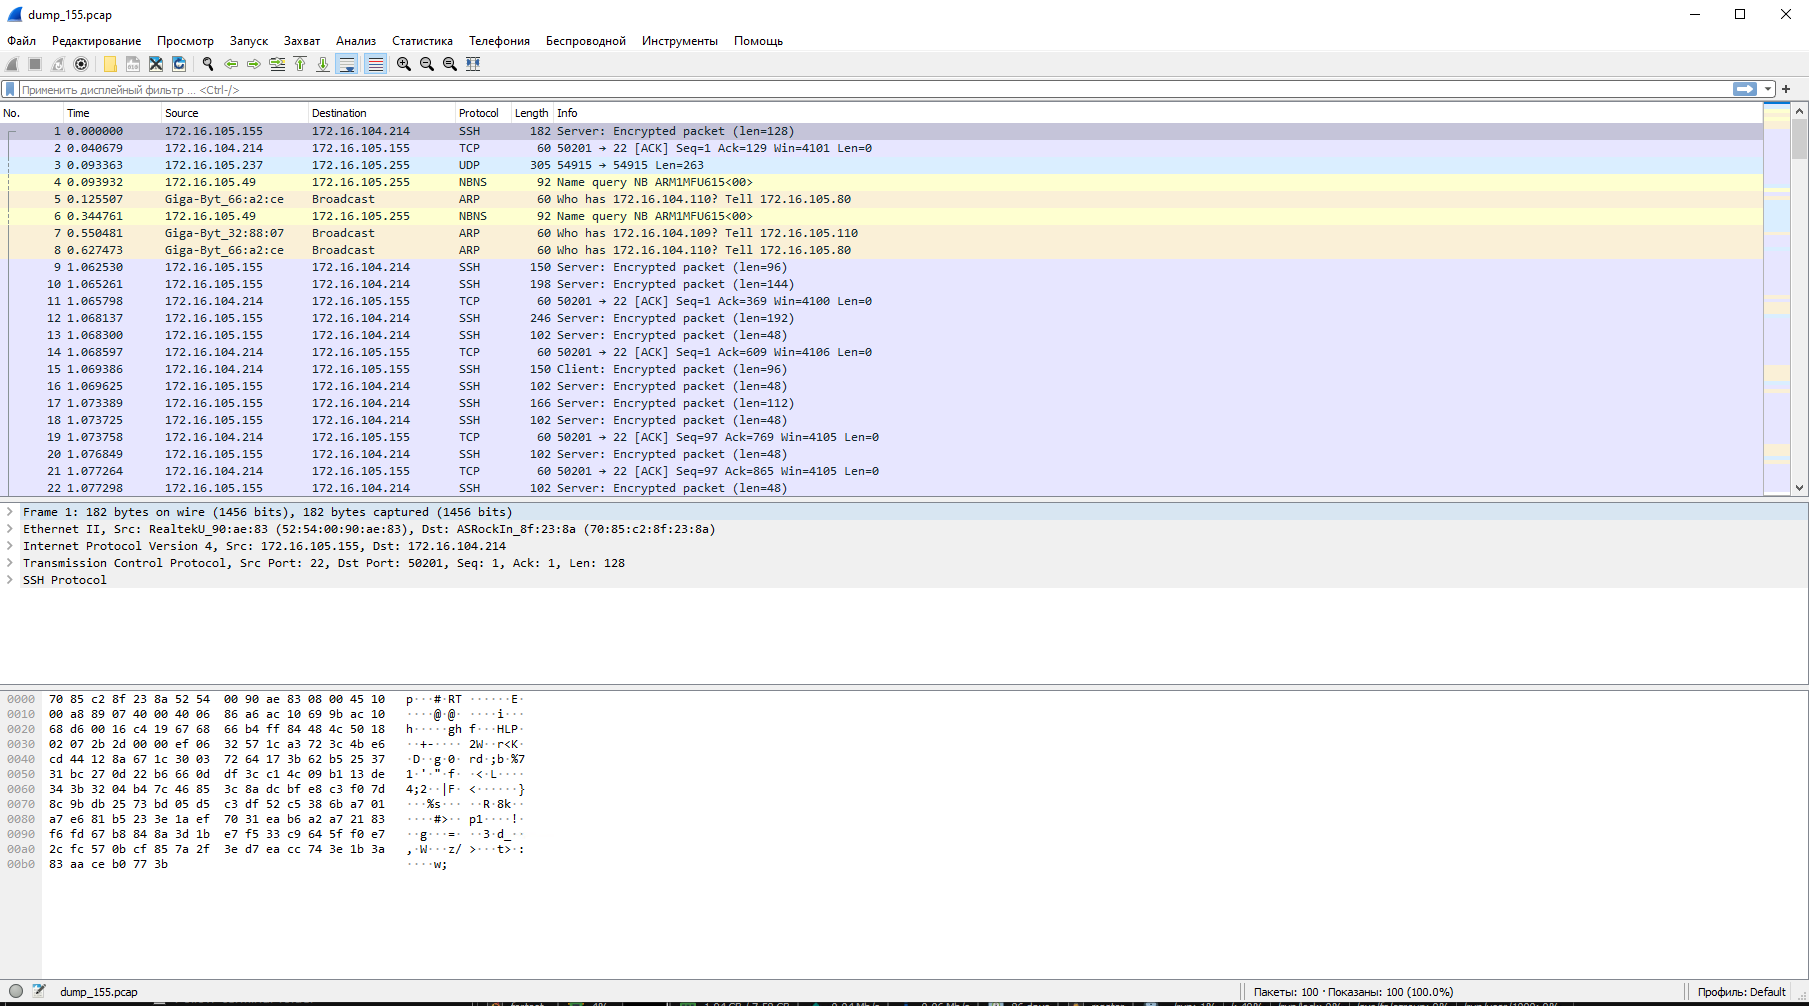 dump_155.pcap
Файл Редактирование Просмотр Запуск Захват Анализ Статистика Телефония Беспроводной Инструменты Помощь
Применить дисплейный фильтр ... <Ctrl-/>
No. Time Source Destination Protocol Length Info
1 0.000000 172.16.105.155 172.16.104.214 SSH 182 Server: Encrypted packet (len=128)
2 0.040679 172.16.104.214 172.16.105.155 TCP 60 50201 → 22 [ACK] Seq=1 Ack=129 Win=4101 Len=0
3 0.093363 172.16.105.237 172.16.105.255 UDP 305 54915 → 54915 Len=263
4 0.093932 172.16.105.49 172.16.105.255 NBNS 92 Name query NB ARM1MFU615<00>
5 0.125507 Giga-Byt_66:a2:ce Broadcast ARP 60 Who has 172.16.104.110? Tell 172.16.105.80
6 0.344761 172.16.105.49 172.16.105.255 NBNS 92 Name query NB ARM1MFU615<00>
7 0.550481 Giga-Byt_32:88:07 Broadcast ARP 60 Who has 172.16.104.109? Tell 172.16.105.110
8 0.627473 Giga-Byt_66:a2:ce Broadcast ARP 60 Who has 172.16.104.110? Tell 172.16.105.80
9 1.062530 172.16.105.155 172.16.104.214 SSH 150 Server: Encrypted packet (len=96)
10 1.065261 172.16.105.155 172.16.104.214 SSH 198 Server: Encrypted packet (len=144)
11 1.065798 172.16.104.214 172.16.105.155 TCP 60 50201 → 22 [ACK] Seq=1 Ack=369 Win=4100 Len=0
12 1.068137 172.16.105.155 172.16.104.214 SSH 246 Server: Encrypted packet (len=192)
13 1.068300 172.16.105.155 172.16.104.214 SSH 102 Server: Encrypted packet (len=48)
14 1.068597 172.16.104.214 172.16.105.155 TCP 60 50201 → 22 [ACK] Seq=1 Ack=609 Win=4106 Len=0
15 1.069386 172.16.104.214 172.16.105.155 SSH 150 Client: Encrypted packet (len=96)
16 1.069625 172.16.105.155 172.16.104.214 SSH 102 Server: Encrypted packet (len=48)
17 1.073389 172.16.105.155 172.16.104.214 SSH 166 Server: Encrypted packet (len=112)
18 1.073725 172.16.105.155 172.16.104.214 SSH 102 Server: Encrypted packet (len=48)
19 1.073758 172.16.104.214 172.16.105.155 TCP 60 50201 → 22 [ACK] Seq=97 Ack=769 Win=4105 Len=0
20 1.076849 172.16.105.155 172.16.104.214 SSH 102 Server: Encrypted packet (len=48)
21 1.077264 172.16.104.214 172.16.105.155 TCP 60 50201 → 22 [ACK] Seq=97 Ack=865 Win=4105 Len=0
22 1.077298 172.16.105.155 172.16.104.214 SSH 102 Server: Encrypted packet (len=48)
Frame 1: 182 bytes on wire (1456 bits), 182 bytes captured (1456 bits)
Ethernet II, Src: RealtekU_90:ae:83 (52:54:00:90:ae:83), Dst: ASRockIn_8f:23:8a (70:85:c2:8f:23:8a)
Internet Protocol Version 4, Src: 172.16.105.155, Dst: 172.16.104.214
Transmission Control Protocol, Src Port: 22, Dst Port: 50201, Seq: 1, Ack: 1, Len: 128
SSH Protocol
0000 70 85 c2 8f 23 8a 52 54 00 90 ae 83 08 00 45 10 p···#·RT ······E·
0010 00 a8 89 07 40 00 40 06 86 a6 ac 10 69 9b ac 10 ····@·@· ····i···
0020 68 d6 00 16 c4 19 67 68 66 b4 ff 84 48 4c 50 18 h·····gh f···HLP·
0030 02 07 2b 2d 00 00 ef 06 32 57 1c a3 72 3c 4b e6 ··+-···· 2W··r<K·
0040 cd 44 12 8a 67 1c 30 03 72 64 17 3b 62 b5 25 37 ·D··g·0· rd·;b·%7
0050 31 bc 27 0d 22 b6 66 0d df 3c c1 4c 09 b1 13 de 1·'·"·f· ·<·L····
0060 34 3b 32 04 b4 7c 46 85 3c 8a dc bf e8 c3 f0 7d 4;2··|F· <······}
0070 8c 9b db 25 73 bd 05 d5 c3 df 52 c5 38 6b a7 01 ···%s··· ··R·8k··
0080 a7 e6 81 b5 23 3e 1a ef 70 31 ea b6 a2 a7 21 83 ····#>·· p1····!·
0090 f6 fd 67 b8 84 8a 3d 1b e7 f5 33 c9 64 5f f0 e7 ··g···=· ··3·d_··
00a0 2c fc 57 0b cf 85 7a 2f 3e d7 ea cc 74 3e 1b 3a ,·W···z/ >···t>·:
00b0 83 aa ce b0 77 3b ····w;
dump_155.pcap Пакеты: 100 · Показаны: 100 (100.0%) Профиль: Default